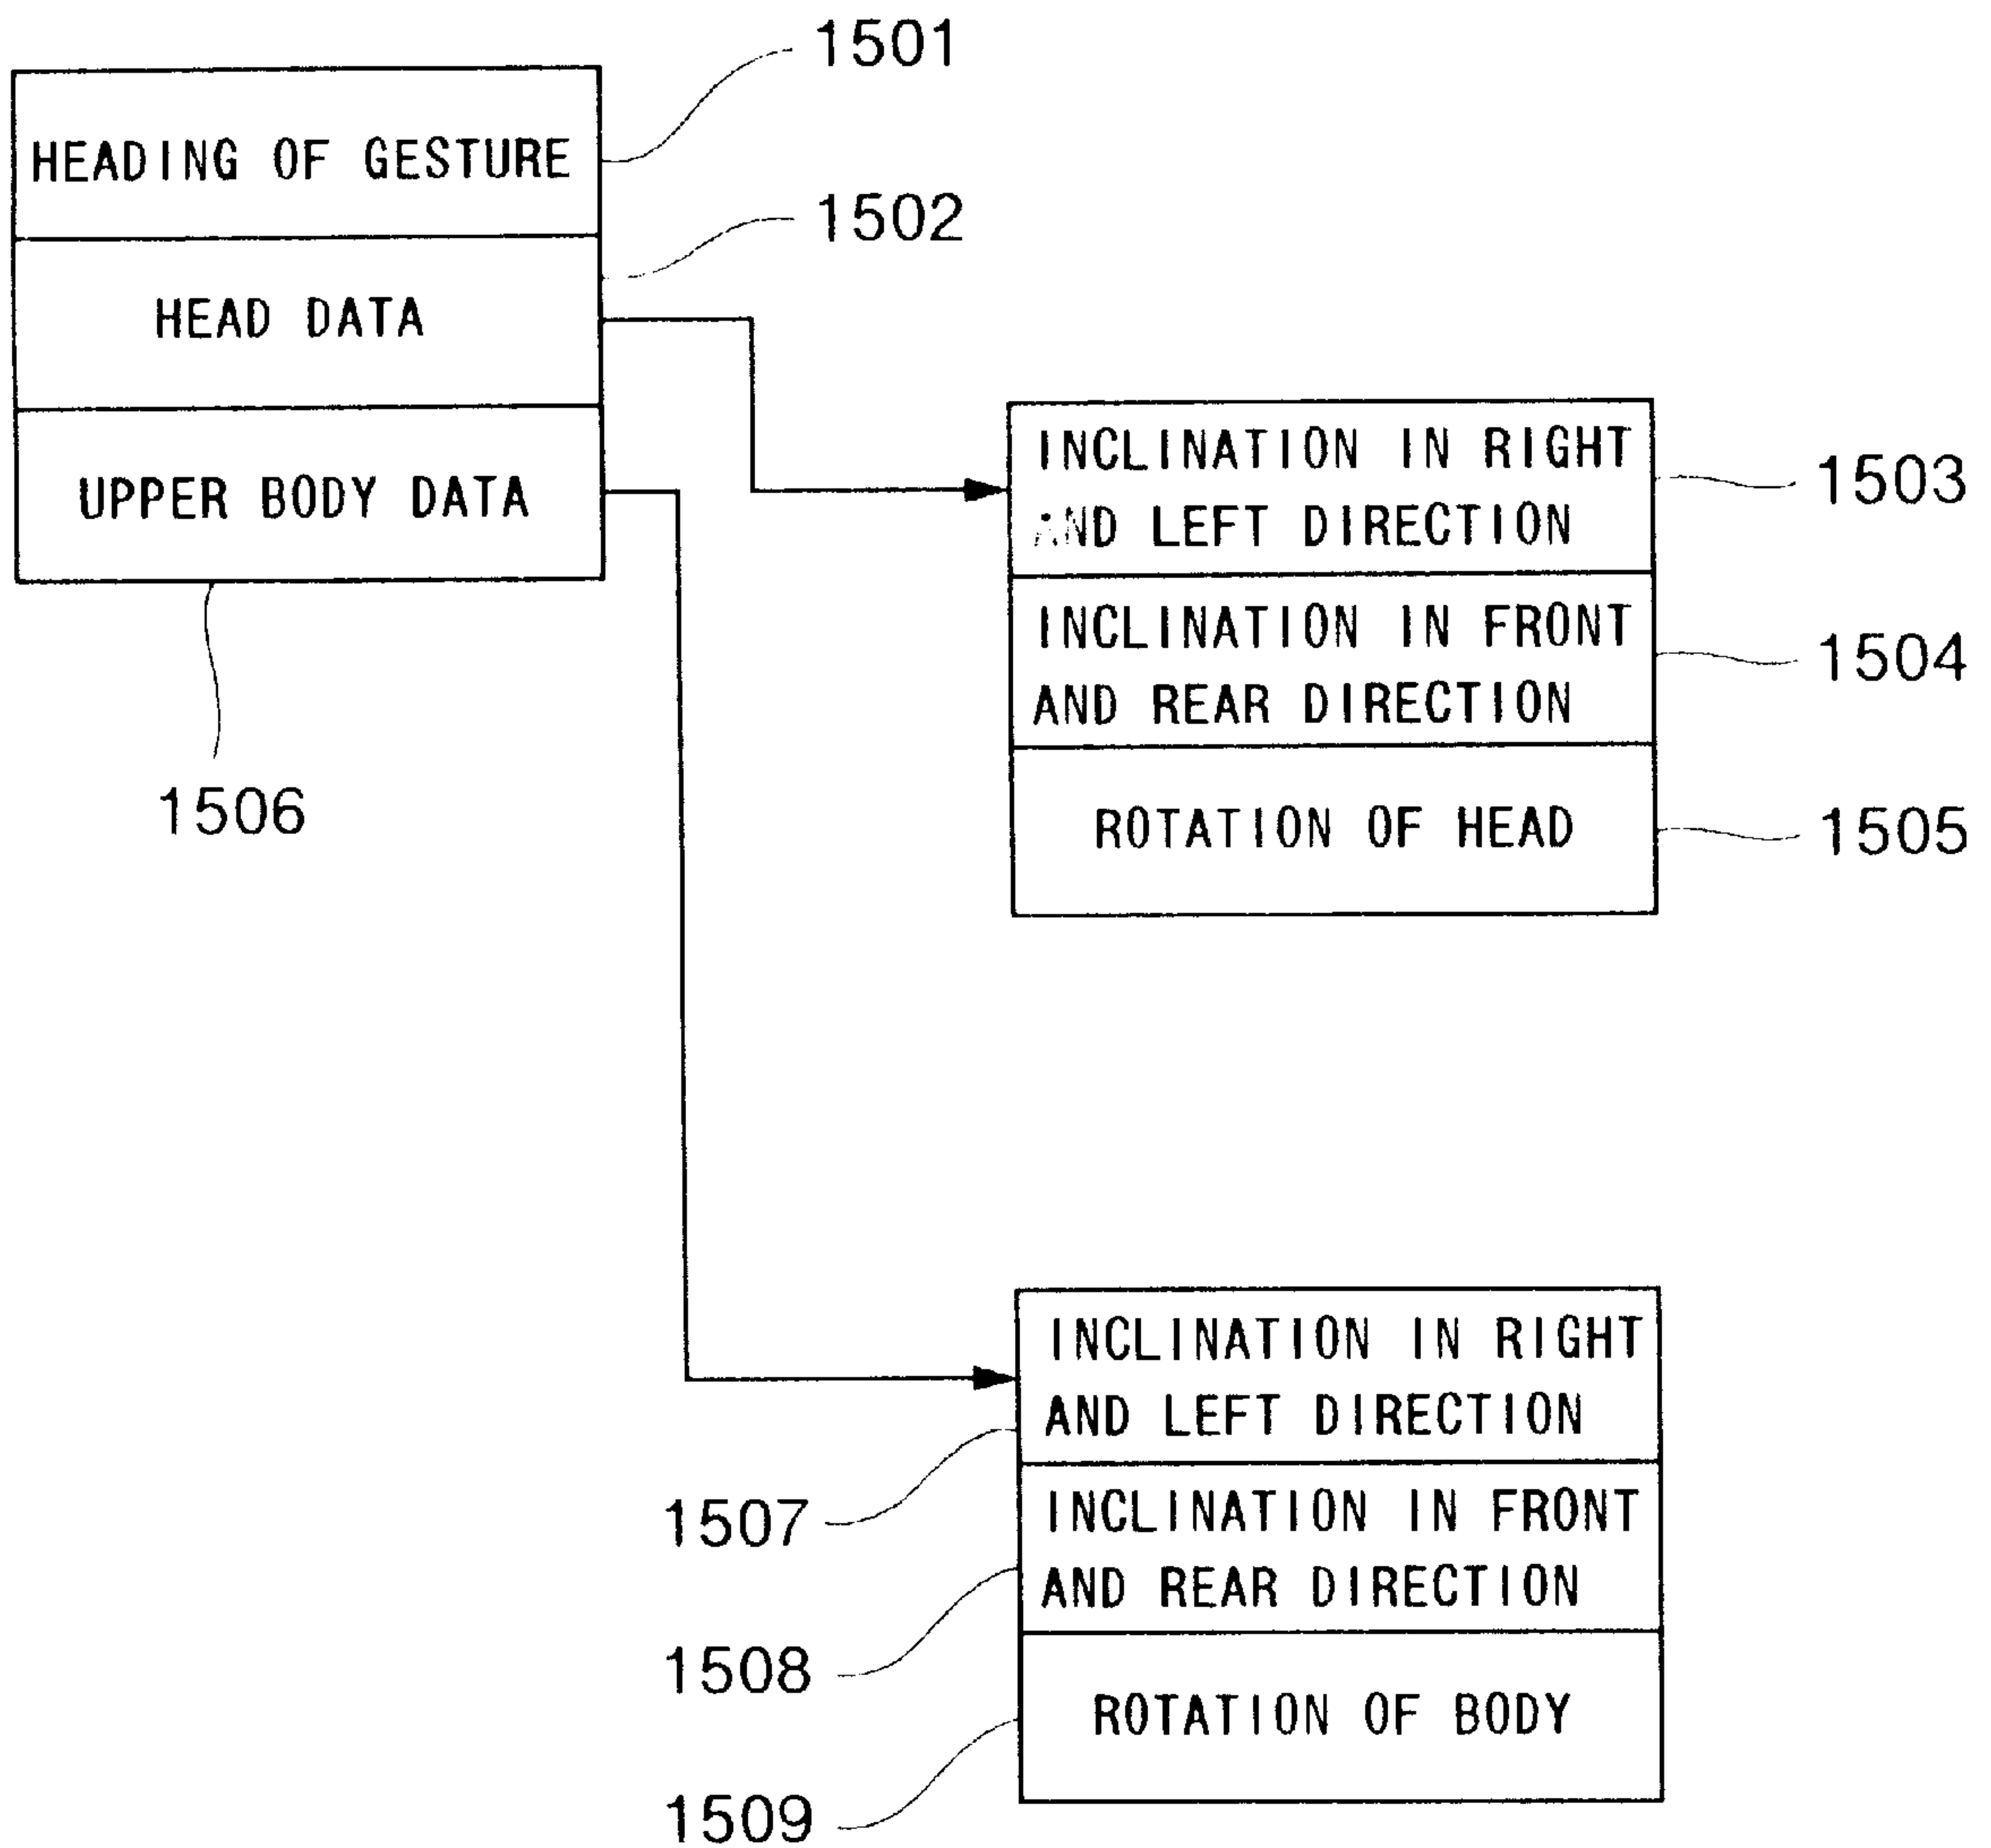 1501
HEADING OF GESTURE
1502
HEAD DATA
UPPER BODY DATA
1506
INCLINATION IN RIGHT
AND LEFT DIRECTION
1503
INCLINATION IN FRONT
AND REAR DIRECTION
1504
ROTATION OF HEAD
1505
INCLINATION IN RIGHT
AND LEFT DIRECTION
1507
INCLINATION IN FRONT
AND REAR DIRECTION
1508
ROTATION OF BODY
1509